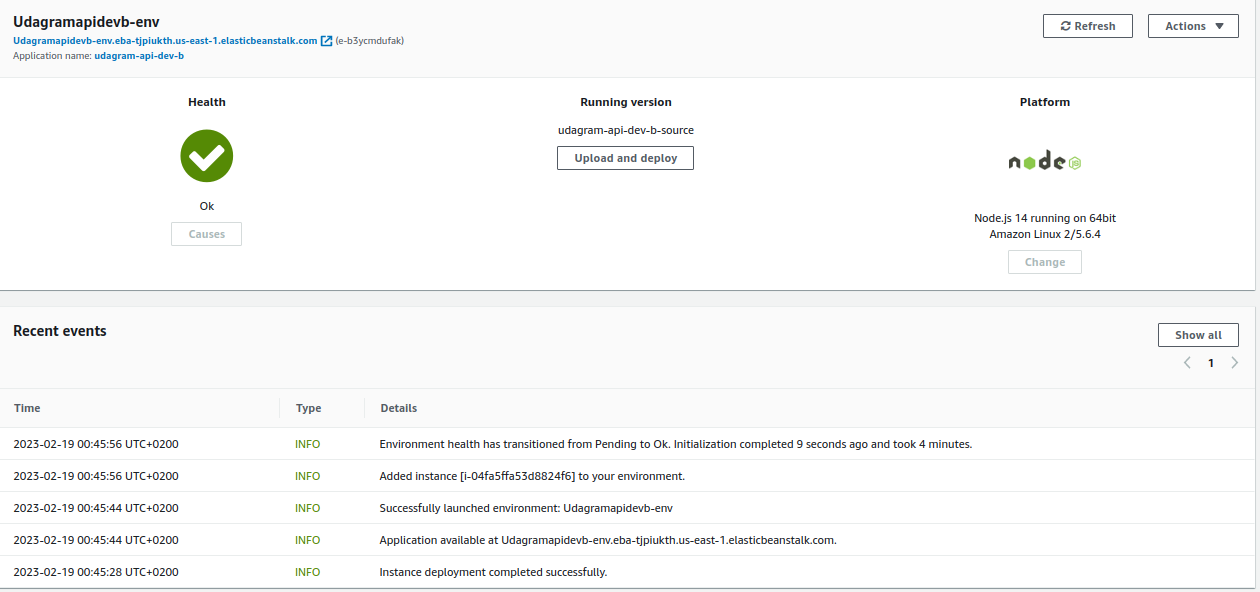 Udagramapidevb-env
Udagramapidevb-env.eba-tjpiukth.us-east-1.elasticbeanstalk.com (e-b3ycmdufak)
Application name: udagram-api-dev-b
Refresh
Actions
Health
Ok
Causes
Running version
udagram-api-dev-b-source
Upload and deploy
Platform
node
JS
Node.js 14 running on 64bit
Amazon Linux 2/5.6.4
Change
Recent events
Show all
1
Time Type Details
2023-02-19 00:45:56 UTC+0200 INFO Environment health has transitioned from Pending to Ok. Initialization completed 9 seconds ago and took 4 minutes.
2023-02-19 00:45:56 UTC+0200 INFO Added instance [i-04fa5ffa53d8824f6] to your environment.
2023-02-19 00:45:44 UTC+0200 INFO Successfully launched environment: Udagramapidevb-env
2023-02-19 00:45:44 UTC+0200 INFO Application available at Udagramapidevb-env.eba-tjpiukth.us-east-1.elasticbeanstalk.com.
2023-02-19 00:45:28 UTC+0200 INFO Instance deployment completed successfully.